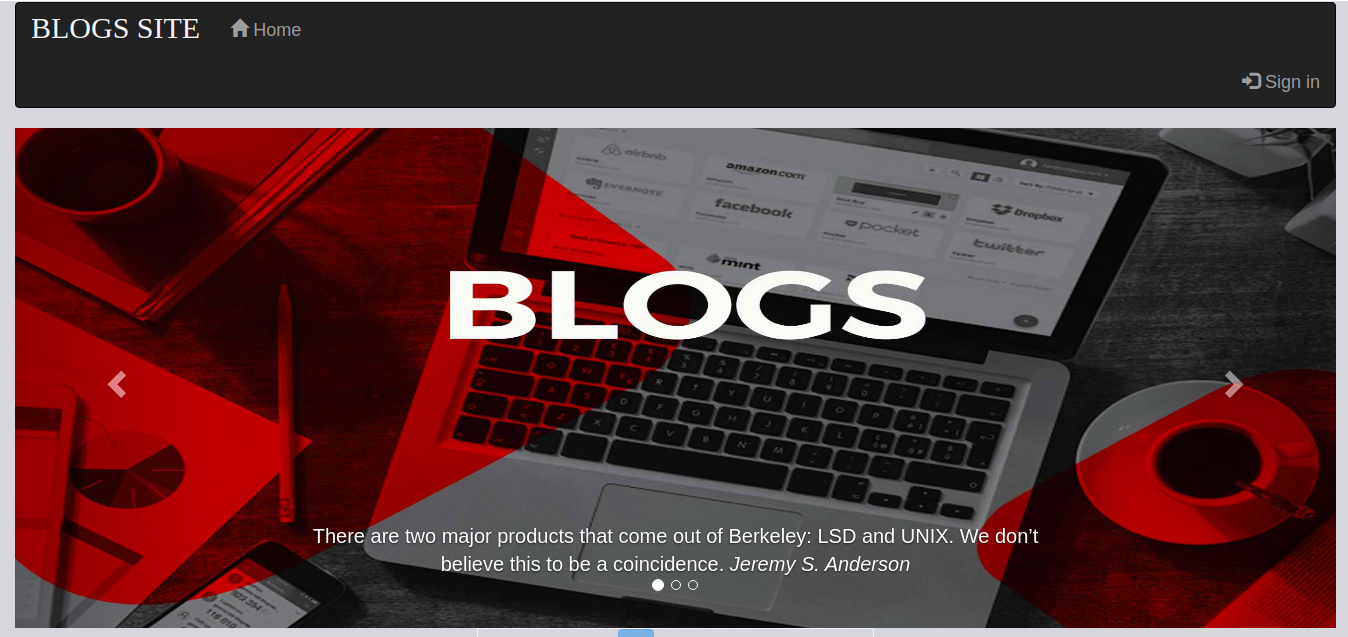 BLOGS SITE Home
Sign in
airbnb
amazon.com
EVERNOTE
facebook
Dropbox
pocket
twitter
mint
BLOGS
There are two major products that come out of Berkeley: LSD and UNIX. We don’t
believe this to be a coincidence. Jeremy S. Anderson